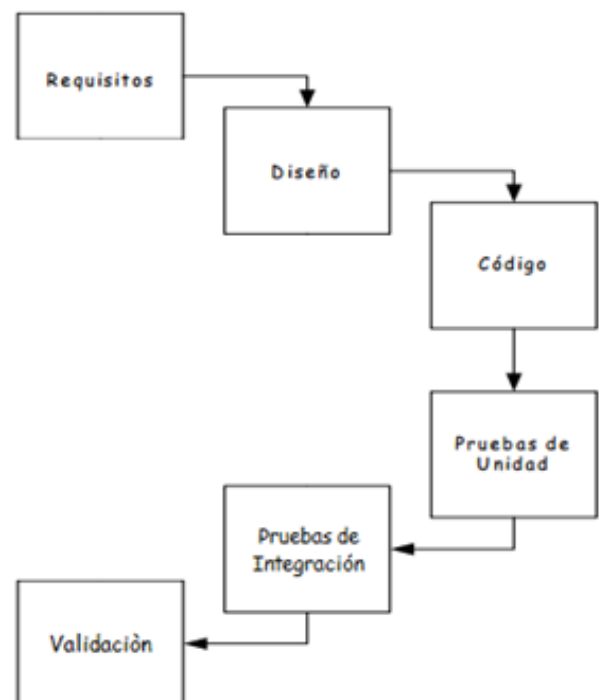 Requisitos
Diseño
Código
Pruebas de
Unidad
Pruebas de
Integración
Validaciòn